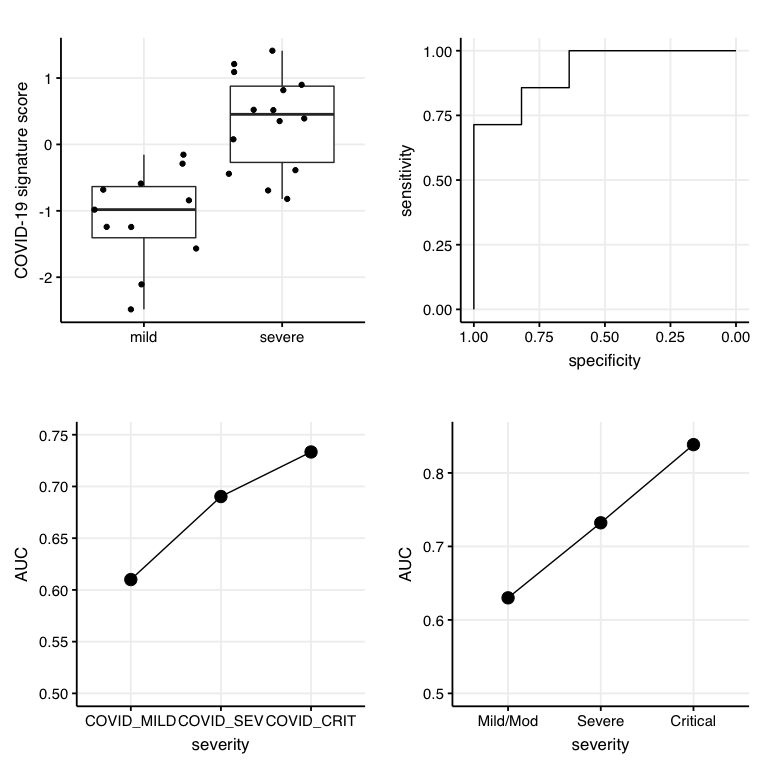 COVID-19 signature score
1
0
-1
-2
mild severe
sensitivity
1.00
0.75
0.50
0.25
0.00
1.00 0.75 0.50 0.25 0.00
specificity
AUC
0.75
0.70
0.65
0.60
0.55
0.50
COVID_MILD COVID_SEV COVID_CRIT
severity
AUC
0.8
0.7
0.6
0.5
Mild/Mod Severe Critical
severity